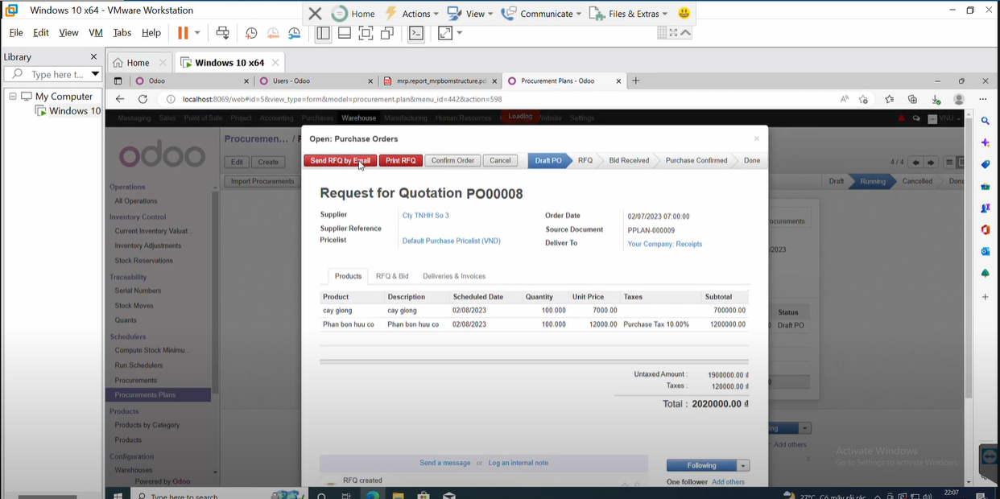 Windows 10 x64 - VMware Workstation
Home Actions View Communicate Files & Extras
File Edit View VM Tabs Help
Library
Home Windows 10 x64
Type here t...
My Computer
Windows 10
Odoo Users - Odoo mrp.report_mrpbomstructure.pd Procurement Plans - Odoo
localhost:8069/web#id=5&view_type=form&model=procurement.plan&menu_id=442&action=598
Messaging Sales Point of Sale Project Accounting Purchases Warehouse Manufacturing Human Resources Loading Website Settings VNU
odoo
Procuremen... /
Edit Create
4 / 4
Import Procurements
Draft Running Cancelled Done
Open: Purchase Orders
Send RFQ by Email Print RFQ Confirm Order Cancel Draft PO RFQ Bid Received Purchase Confirmed Done
Request for Quotation PO00008
Supplier Cty TNHH So 3
Supplier Reference
Pricelist Default Purchase Pricelist (VND)
Order Date 02/07/2023 07:00:00
Source Document PPLAN-000009
Deliver To Your Company: Receipts
Products RFQ & Bid Deliveries & Invoices
Product Description Scheduled Date Quantity Unit Price Taxes Subtotal
cay giong cay giong 02/08/2023 100.000 7000.00 700000.00
Phan bon huu co Phan bon huu co 02/08/2023 100.000 12000.00 Purchase Tax 10.00% 1200000.00
Untaxed Amount : 1900000.00 ₫
Taxes : 120000.00 ₫
Total : 2020000.00 ₫
Send a message or Log an internal note
Following
RFQ created
One follower Add others
Operations
All Operations
Inventory Control
Current Inventory Valuat...
Inventory Adjustments
Stock Reservations
Traceability
Serial Numbers
Stock Moves
Quants
Schedulers
Compute Stock Minimu...
Run Schedulers
Procurements
Procurements Plans
Products
Products by Category
Products
Configuration
Warehouses
Powered by Odoo
ocurements
/2023
Status
Draft PO
Add others
Activate Windows
Go to Settings to activate Windows.
Type here to search
27°C Có mây rải rác
22:07